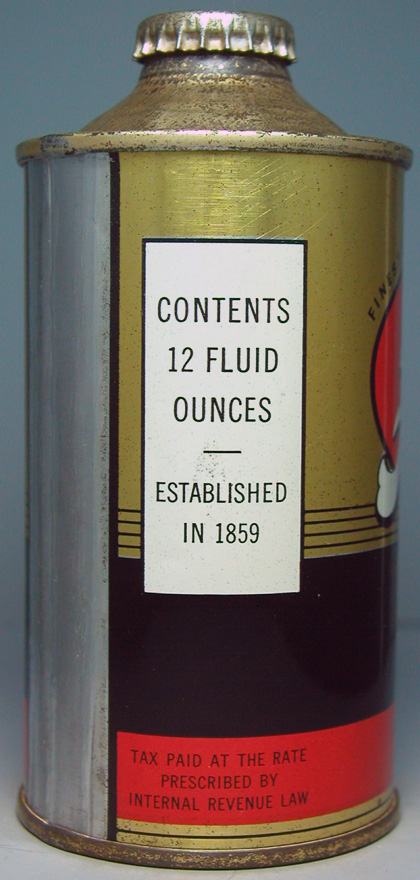 CONTENTS
12 FLUID
OUNCES
ESTABLISHED
IN 1859
TAX PAID AT THE RATE
PRESCRIBED BY
INTERNAL REVENUE LAW